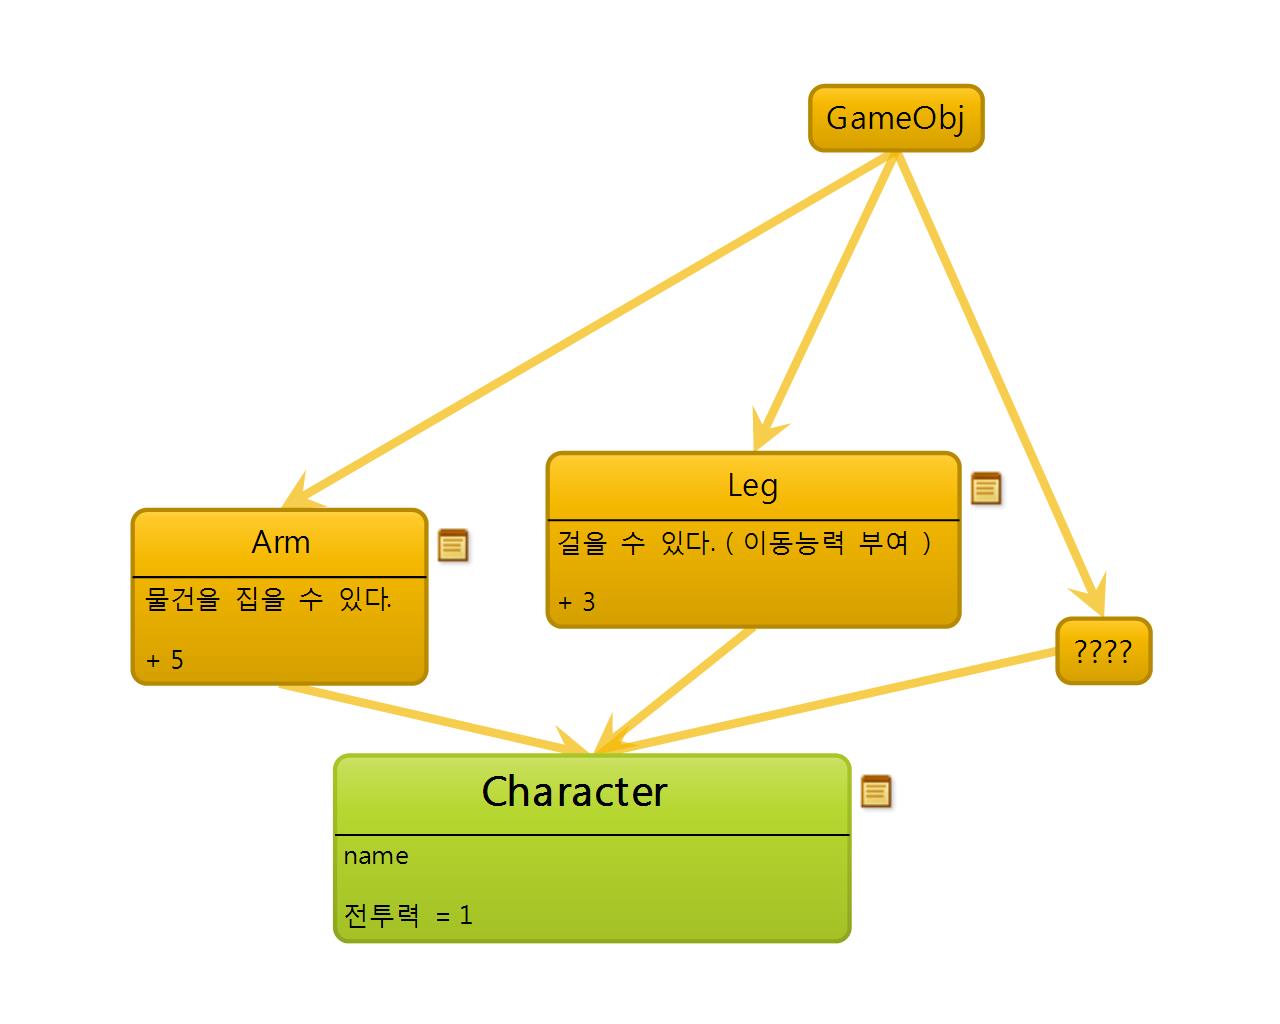 GameObj
Arm
물건을 집을 수 있다.
+ 5
Leg
걸을 수 있다. ( 이동능력 부여 )
+ 3
????
Character
name
전투력 = 1